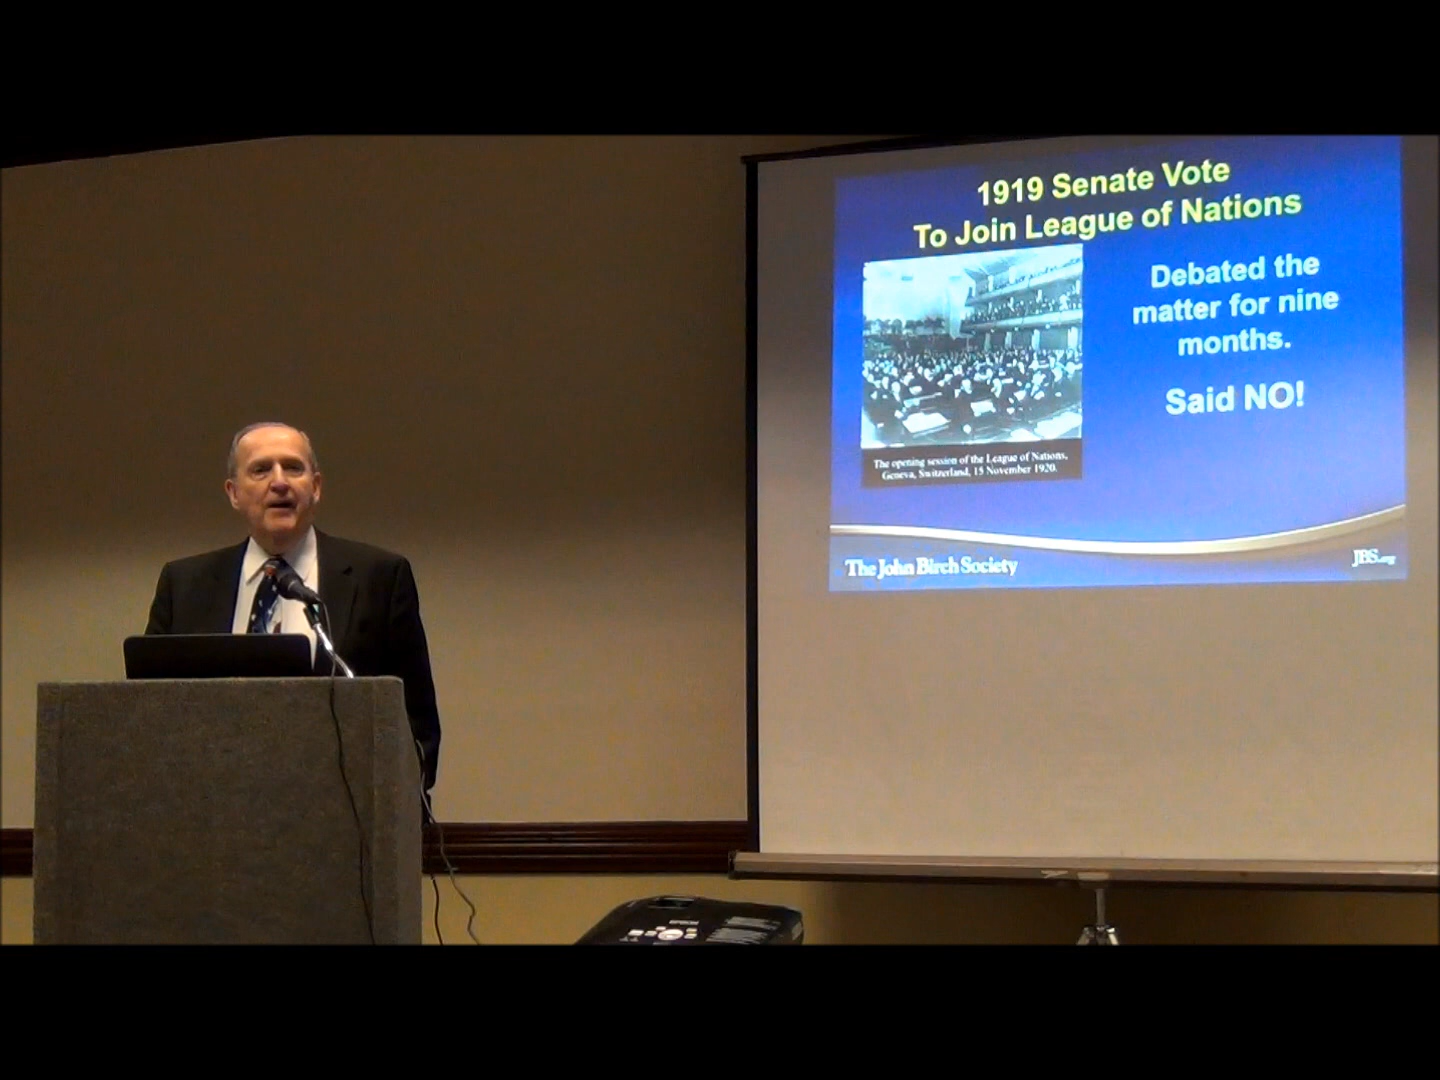 1919 Senate Vote
To Join League of Nations
Debated the
matter for nine
months.
Said NO!
The opening session of the League of Nations,
Geneva, Switzerland, 15 November 1920.
The John Birch Society
JBS.org
EPSON